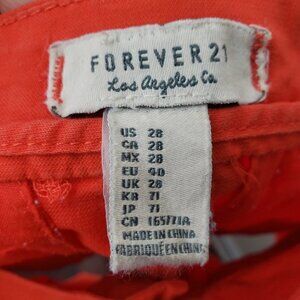 FOREVER 21
Los Angeles Co.
US 28
CA 28
MX 28
EU 40
UK 28
KR 71
JP 71
CN 165/71A
MADE IN CHINA
FABRIQUÉ EN CHINE